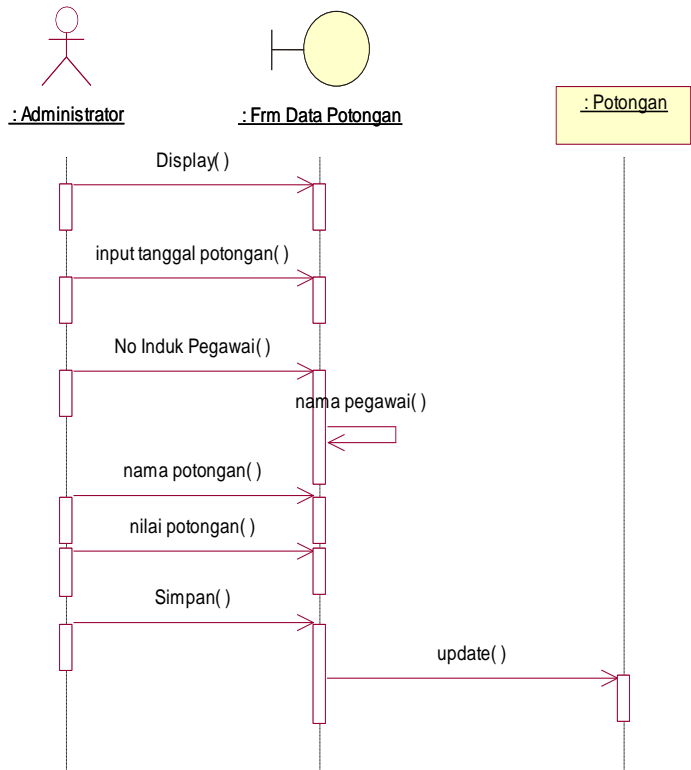 : Administrator
: Frm Data Potongan
: Potongan
Display( )
input tanggal potongan( )
No Induk Pegawai( )
nama pegawai( )
nama potongan( )
nilai potongan( )
Simpan( )
update( )